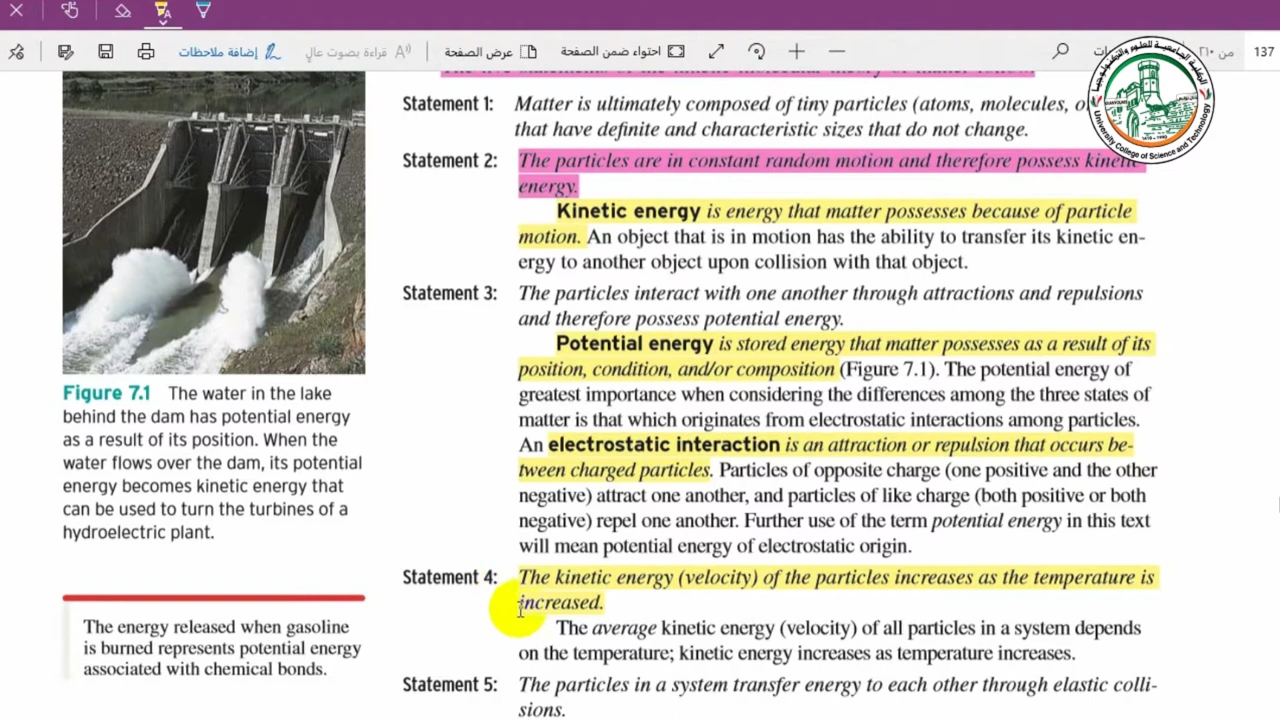 إضافة ملاحظات
قراءة بصوت عالٍ
عرض الصفحة
احتواء ضمن الصفحة
من ٢١٠
137
Statement 1: Matter is ultimately composed of tiny particles (atoms, molecules, o
that have definite and characteristic sizes that do not change.
Statement 2: The particles are in constant random motion and therefore possess kinetic
energy.
Kinetic energy is energy that matter possesses because of particle
motion. An object that is in motion has the ability to transfer its kinetic en-
ergy to another object upon collision with that object.
Statement 3: The particles interact with one another through attractions and repulsions
and therefore possess potential energy.
Potential energy is stored energy that matter possesses as a result of its
position, condition, and/or composition (Figure 7.1). The potential energy of
greatest importance when considering the differences among the three states of
matter is that which originates from electrostatic interactions among particles.
An electrostatic interaction is an attraction or repulsion that occurs be-
tween charged particles. Particles of opposite charge (one positive and the other
negative) attract one another, and particles of like charge (both positive or both
negative) repel one another. Further use of the term potential energy in this text
will mean potential energy of electrostatic origin.
Statement 4: The kinetic energy (velocity) of the particles increases as the temperature is
increased.
The average kinetic energy (velocity) of all particles in a system depends
on the temperature; kinetic energy increases as temperature increases.
Statement 5: The particles in a system transfer energy to each other through elastic colli-
sions.
Figure 7.1 The water in the lake
behind the dam has potential energy
as a result of its position. When the
water flows over the dam, its potential
energy becomes kinetic energy that
can be used to turn the turbines of a
hydroelectric plant.
The energy released when gasoline
is burned represents potential energy
associated with chemical bonds.
University College of Science and Technology